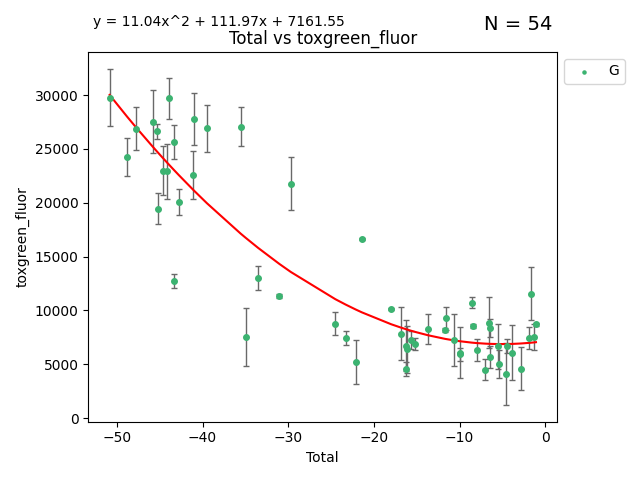 y = 11.04x^2 + 111.97x + 7161.55
N = 54
Total vs toxgreen_fluor
G
30000
25000
20000
15000
10000
5000
0
toxgreen_fluor
−50 −40 −30 −20 −10 0
Total